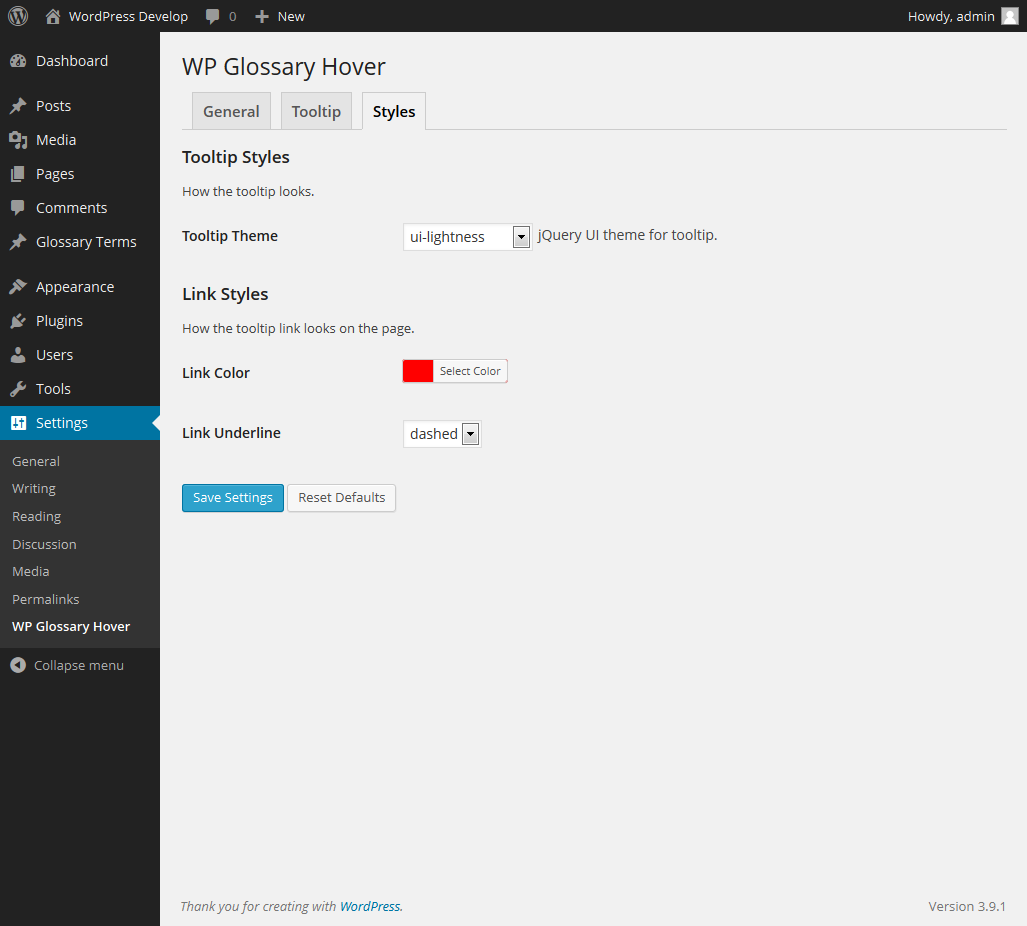 WordPress Develop 0 New Howdy, admin
Dashboard
Posts
Media
Pages
Comments
Glossary Terms
Appearance
Plugins
Users
Tools
Settings
General
Writing
Reading
Discussion
Media
Permalinks
WP Glossary Hover
Collapse menu
WP Glossary Hover
General Tooltip Styles
Tooltip Styles
How the tooltip looks.
Tooltip Theme ui-lightness jQuery UI theme for tooltip.
Link Styles
How the tooltip link looks on the page.
Link Color Select Color
Link Underline dashed
Save Settings Reset Defaults
Thank you for creating with WordPress. Version 3.9.1